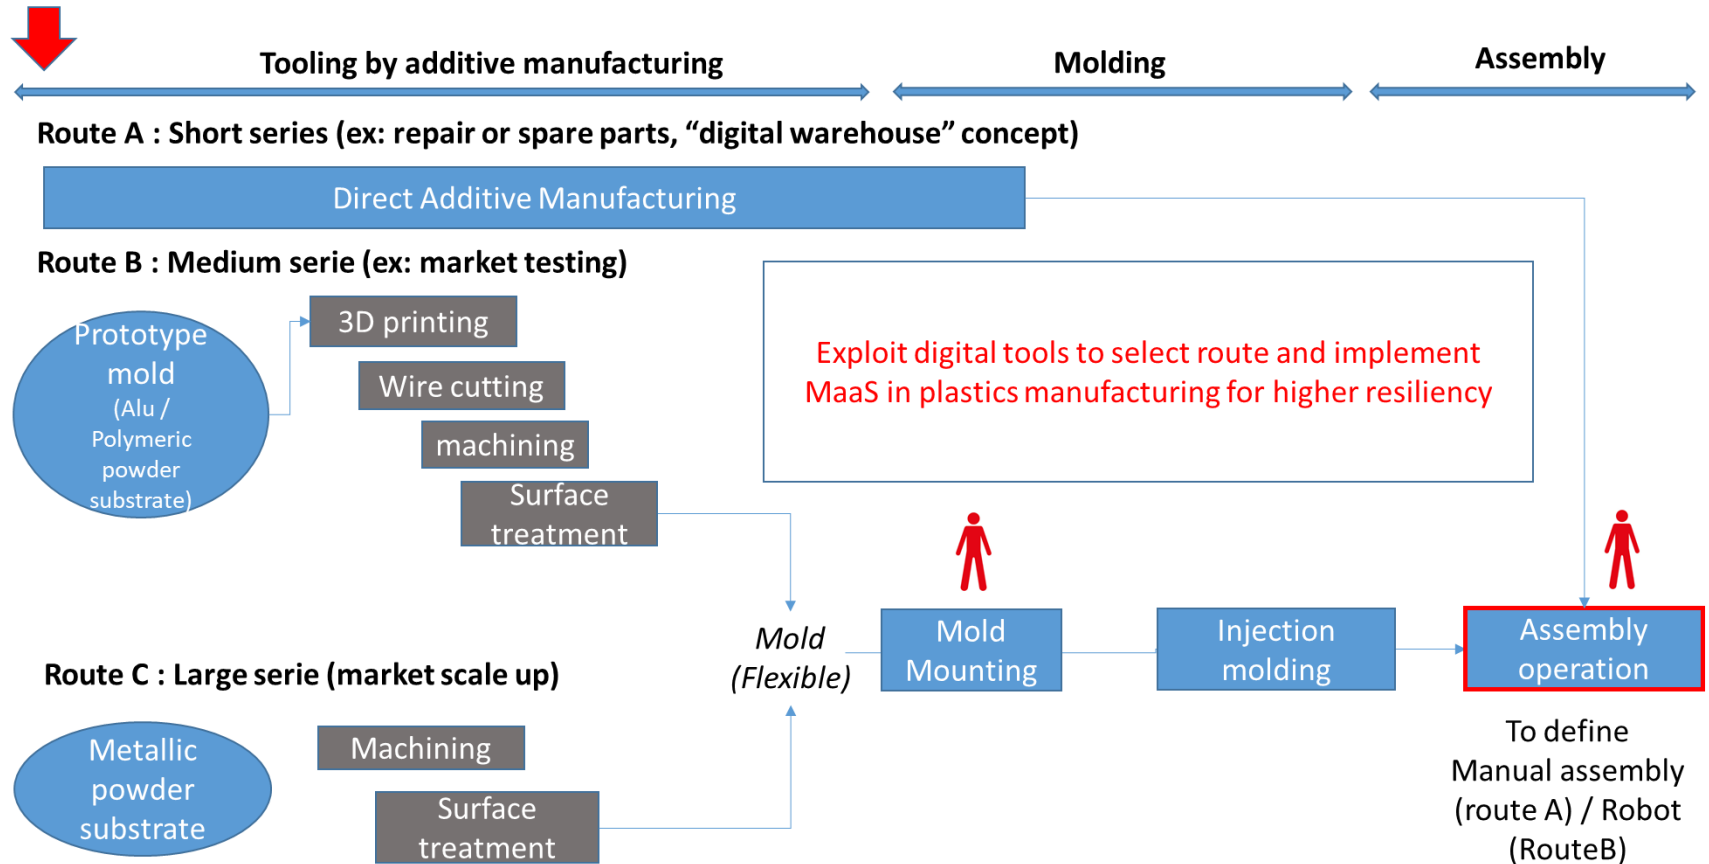 Tooling by additive manufacturing
Molding
Assembly
Route A : Short series (ex: repair or spare parts, “digital warehouse” concept)
Direct Additive Manufacturing
Route B : Medium serie (ex: market testing)
Prototype
mold
(Alu /
Polymeric
powder
substrate)
3D printing
Wire cutting
machining
Surface
treatment
Exploit digital tools to select route and implement
MaaS in plastics manufacturing for higher resiliency
Mold
(Flexible)
Mold
Mounting
Injection
molding
Assembly
operation
Route C : Large serie (market scale up)
Metallic
powder
substrate
Machining
Surface
treatment
To define
Manual assembly
(route A) / Robot
(RouteB)